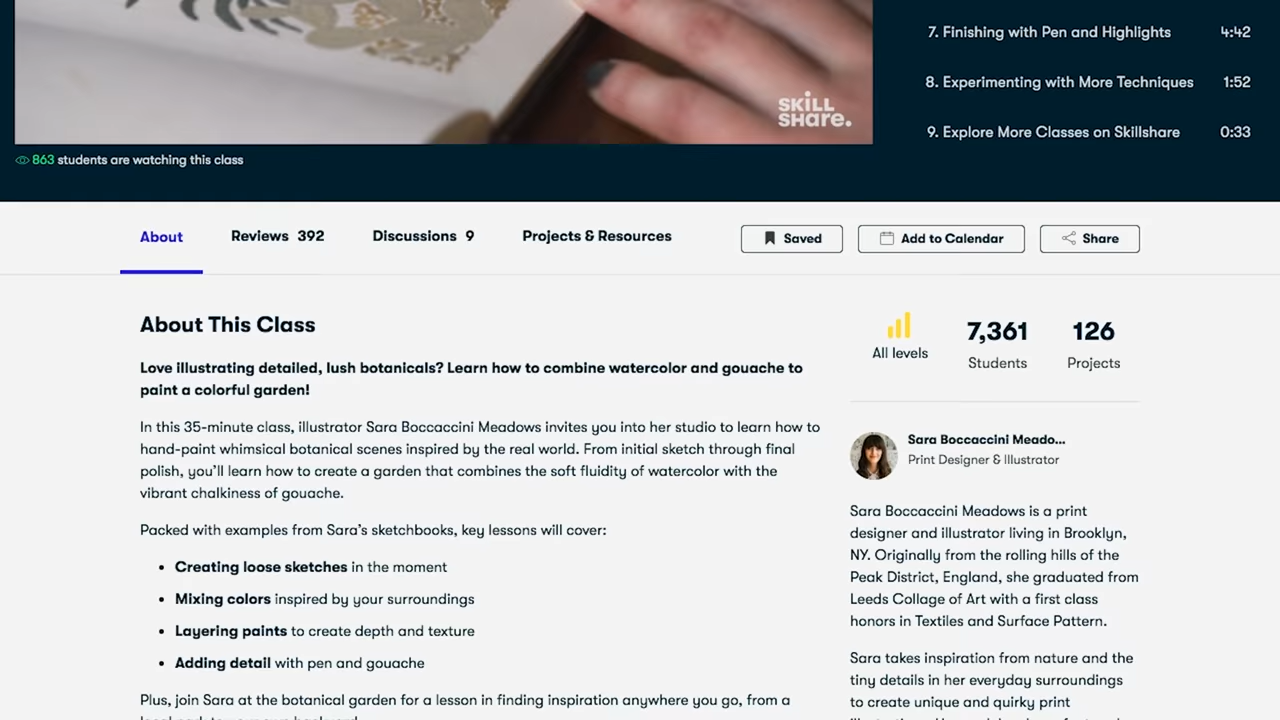 SKILL
SHARE.
7. Finishing with Pen and Highlights 4:42
8. Experimenting with More Techniques 1:52
9. Explore More Classes on Skillshare 0:33
863 students are watching this class
About Reviews 392 Discussions 9 Projects & Resources Saved Add to Calendar Share
About This Class
Love illustrating detailed, lush botanicals? Learn how to combine watercolor and gouache to
paint a colorful garden!
In this 35-minute class, illustrator Sara Boccaccini Meadows invites you into her studio to learn how to
hand-paint whimsical botanical scenes inspired by the real world. From initial sketch through final
polish, you'll learn how to create a garden that combines the soft fluidity of watercolor with the
vibrant chalkiness of gouache.
Packed with examples from Sara's sketchbooks, key lessons will cover:
• Creating loose sketches in the moment
• Mixing colors inspired by your surroundings
• Layering paints to create depth and texture
• Adding detail with pen and gouache
Plus, join Sara at the botanical garden for a lesson in finding inspiration anywhere you go, from a
All levels
7,361
Students
126
Projects
Sara Boccaccini Meado...
Print Designer & Illustrator
Sara Boccaccini Meadows is a print
designer and illustrator living in Brooklyn,
NY. Originally from the rolling hills of the
Peak District, England, she graduated from
Leeds Collage of Art with a first class
honors in Textiles and Surface Pattern.
Sara takes inspiration from nature and the
tiny details in her everyday surroundings
to create unique and quirky print